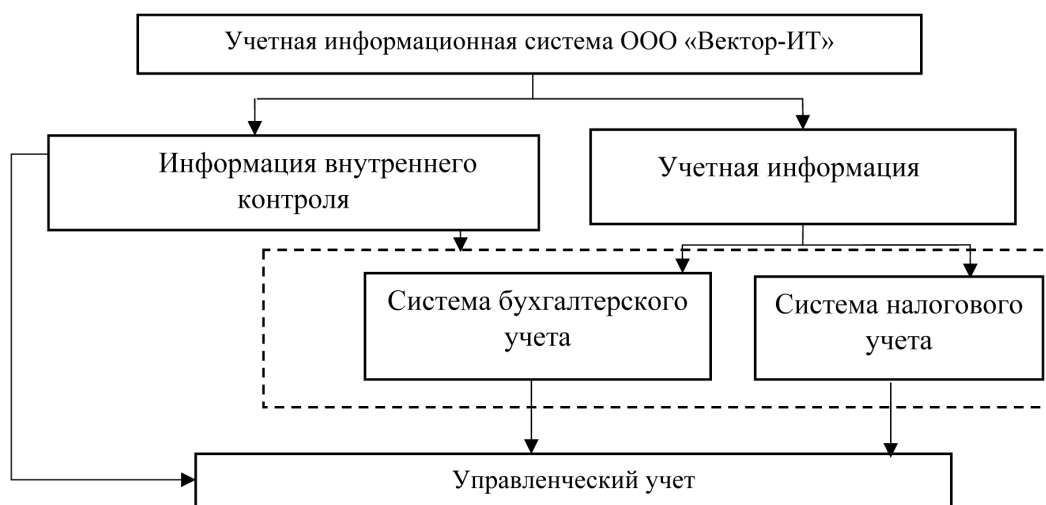 Учетная информационная система ООО «Вектор-ИТ»
Информация внутреннего
контроля
Учетная информация
Система бухгалтерского
учета
Система налогового
учета
Управленческий учет